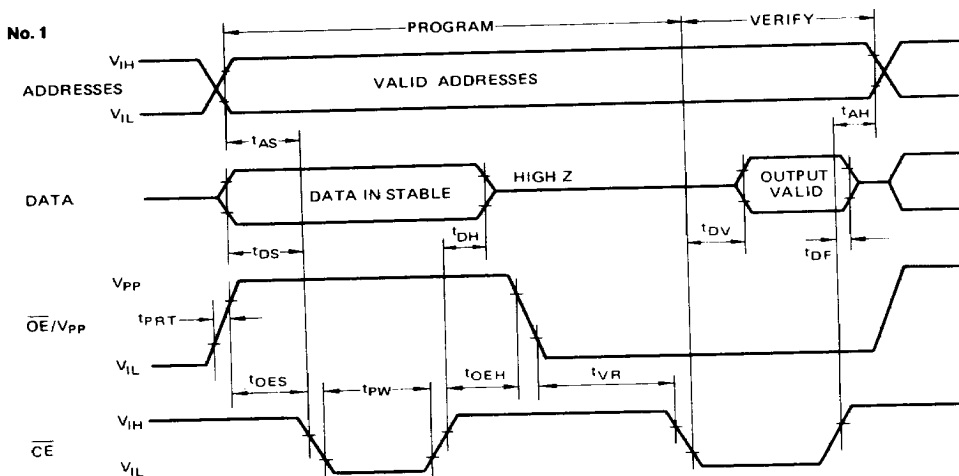 No. 1
PROGRAM
VERIFY
ADDRESSES
VIH
VIL
VALID ADDRESSES
tAS
tAH
DATA
DATA IN STABLE
HIGH Z
OUTPUT
VALID
tDS
tDH
tDV
tDF
OE/VPP
VPP
VIL
tPRT
tOES
tPW
tOEH
tVR
CE
VIH
VIL